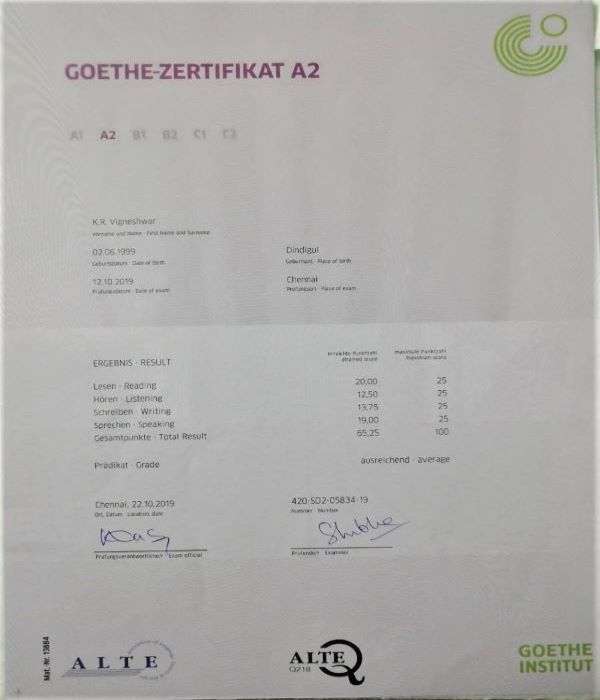 GOETHE-ZERTIFIKAT A2
A1 A2 B1 B2 C1 C2
K.R. Vigneshwar
Vorname und Name · First Name and Surname
02.06.1999 Dindigul
Geburtsdatum · Date of birth Geburtsort · Place of birth
12.10.2019 Chennai
Prüfungsdatum · Date of exam Prüfungsort · Place of exam
ERGEBNIS · RESULT erreichte Punktzahl maximale Punktzahl
attained score maximum score
Lesen · Reading 20,00 25
Hören · Listening 12,50 25
Schreiben · Writing 13,75 25
Sprechen · Speaking 19,00 25
Gesamtpunkte · Total Result 65,25 100
Prädikat · Grade ausreichend · average
Chennai, 22.10.2019 420-SD2-05834-19
Ort, Datum · Location, date Nummer · Number
Prüfungsverantwortliche/r · Exam official Prüfende/r · Examiner
Mat.-Nr. 13884
ALTE
ALTE
Q218
GOETHE
INSTITUT